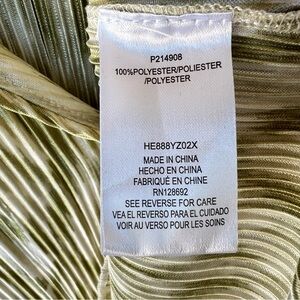 P214908
100%POLYESTER/POLIESTER
/POLYESTER
HE888YZ02X
MADE IN CHINA
HECHO EN CHINA
FABRIQUÉ EN CHINE
RN128692
SEE REVERSE FOR CARE
VEA EL REVERSO PARA EL CUIDADO
VOIR AU VERSO POUR LES SOINS